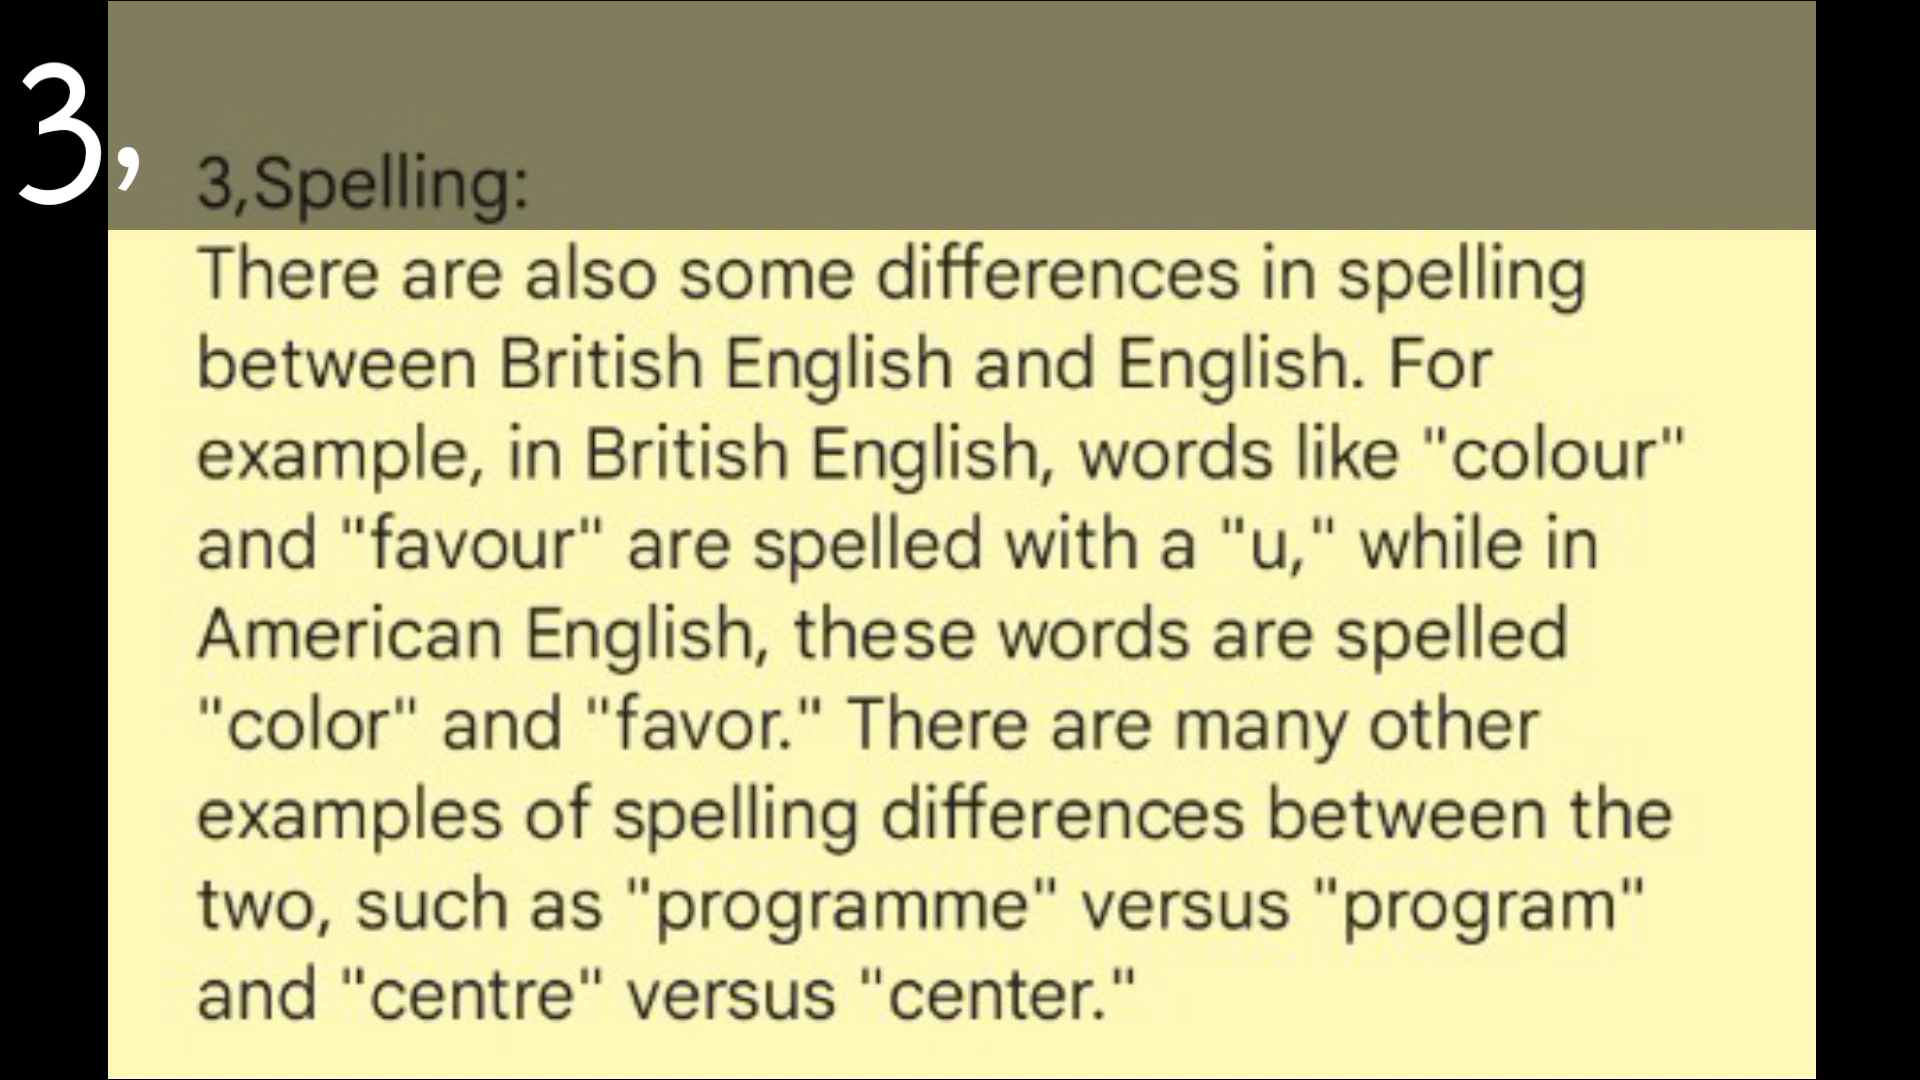 3,
3,Spelling:
There are also some differences in spelling
between British English and English. For
example, in British English, words like "colour"
and "favour" are spelled with a "u," while in
American English, these words are spelled
"color" and "favor." There are many other
examples of spelling differences between the
two, such as "programme" versus "program"
and "centre" versus "center."